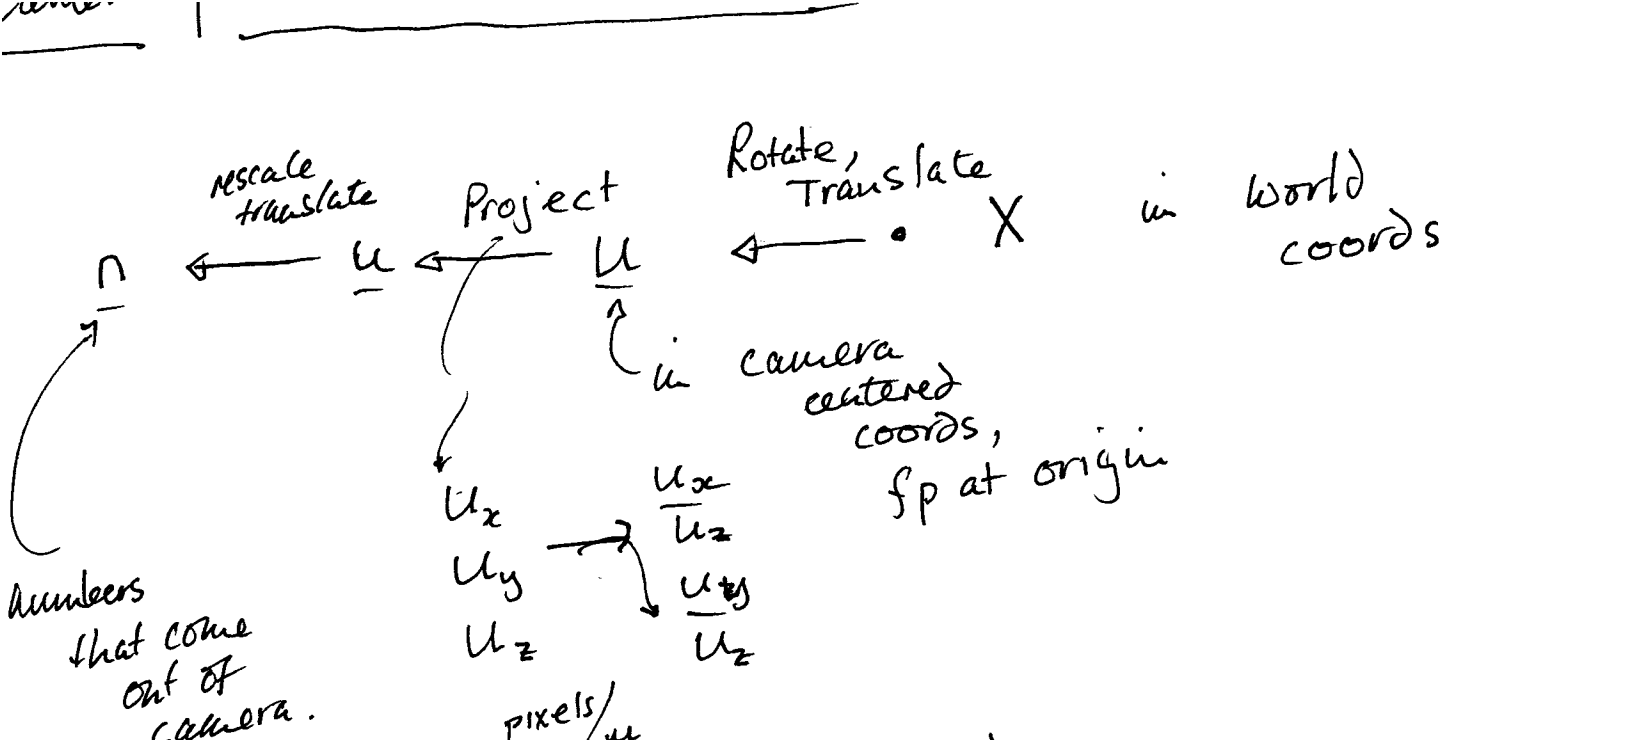 rescale
translate
Project
Rotate,
Translate
n
u
U
X
in world
coords
in camera
centered
coords,
fp at origin
Ux
Uy
Uz
Ux
Uz
Uy
Uz
numbers
that come
out of
camera.
pixels/